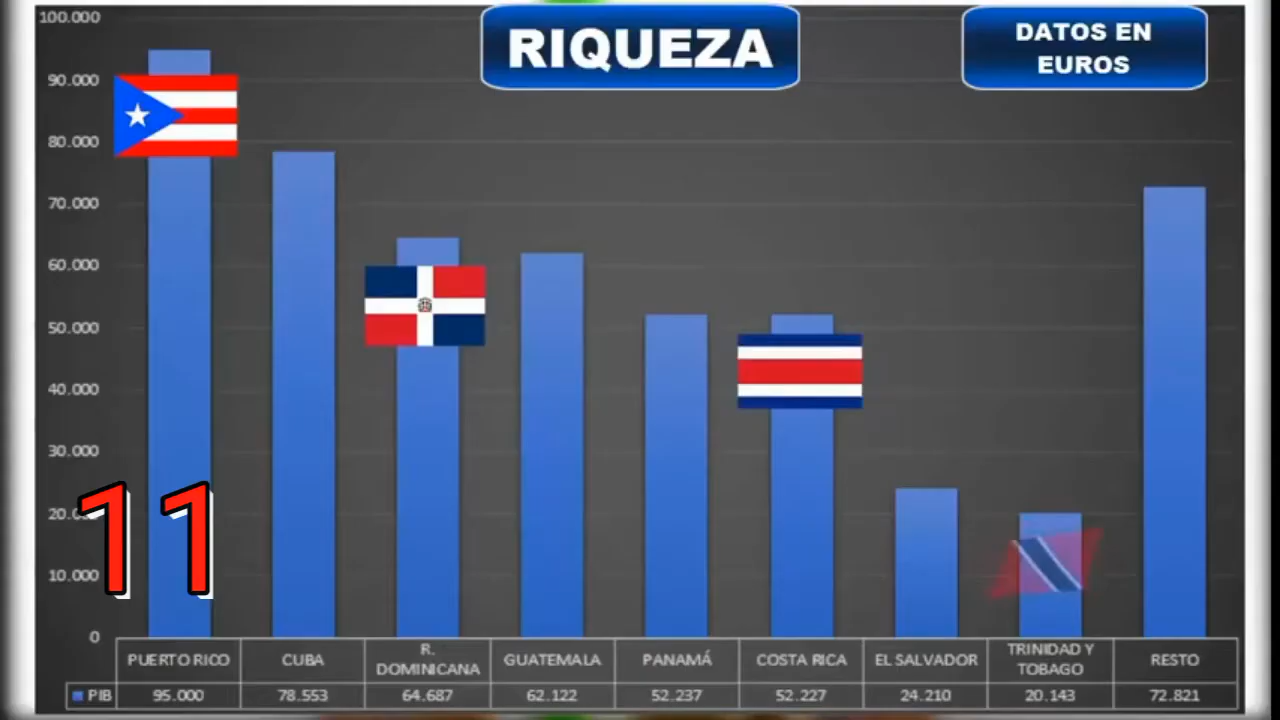 RIQUEZA
DATOS EN
EUROS
100.000
90.000
80.000
70.000
60.000
50.000
40.000
30.000
10.000
0
11
PUERTO RICO CUBA R. DOMINICANA GUATEMALA PANAMÁ COSTA RICA EL SALVADOR TRINIDAD Y TOBAGO RESTO
PIB 95.000 78.553 64.687 62.122 52.237 52.227 24.210 20.143 72.821